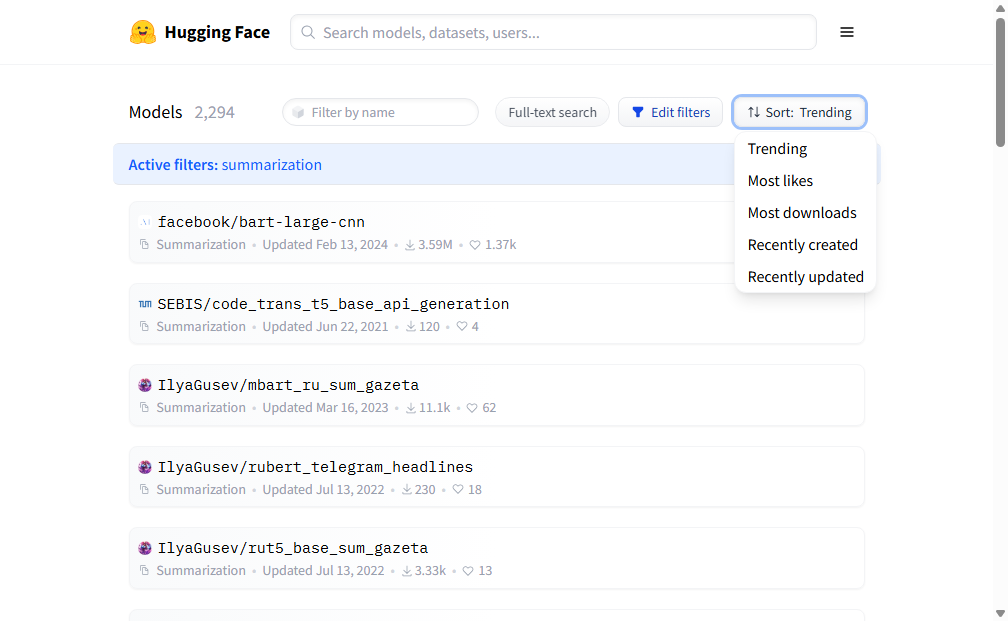 Hugging Face
Search models, datasets, users...
Models 2,294
Filter by name
Full-text search
Edit filters
Sort: Trending
Trending
Most likes
Most downloads
Recently created
Recently updated
Active filters: summarization
facebook/bart-large-cnn
Summarization • Updated Feb 13, 2024 • 3.59M • 1.37k
TUM
SEBIS/code_trans_t5_base_api_generation
Summarization • Updated Jun 22, 2021 • 120 • 4
IlyaGusev/mbart_ru_sum_gazeta
Summarization • Updated Mar 16, 2023 • 11.1k • 62
IlyaGusev/rubert_telegram_headlines
Summarization • Updated Jul 13, 2022 • 230 • 18
IlyaGusev/rut5_base_sum_gazeta
Summarization • Updated Jul 13, 2022 • 3.33k • 13